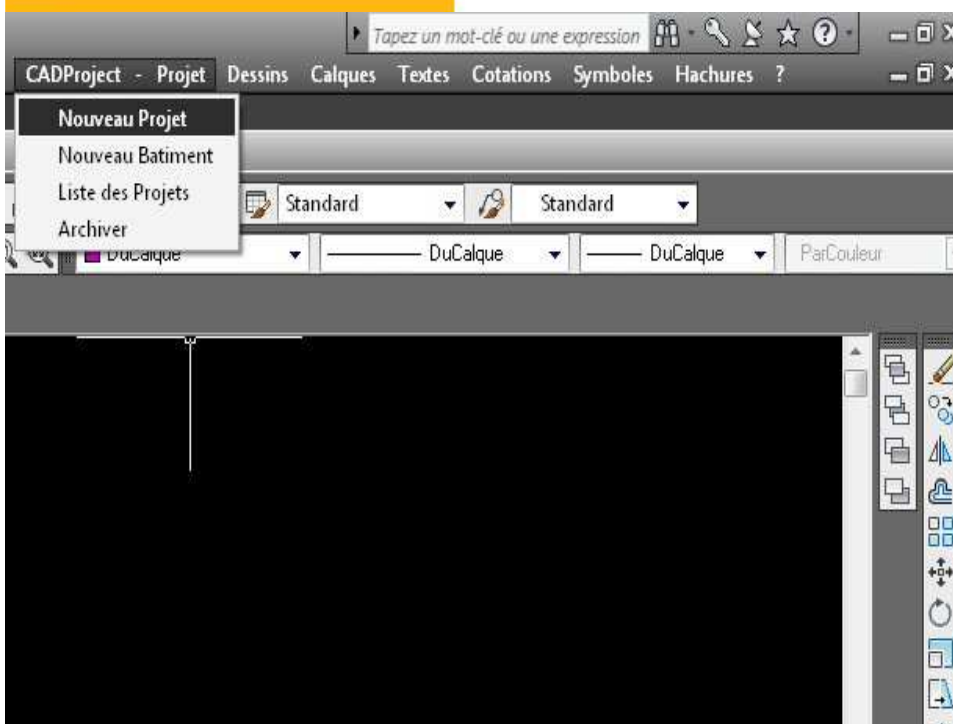 Tapez un mot-clé ou une expression
CADProject - Projet Dessins Calques Textes Cotations Symboles Hachures ?
Nouveau Projet
Nouveau Batiment
Liste des Projets
Archiver
Standard Standard
DuCalque DuCalque DuCalque ParCouleur